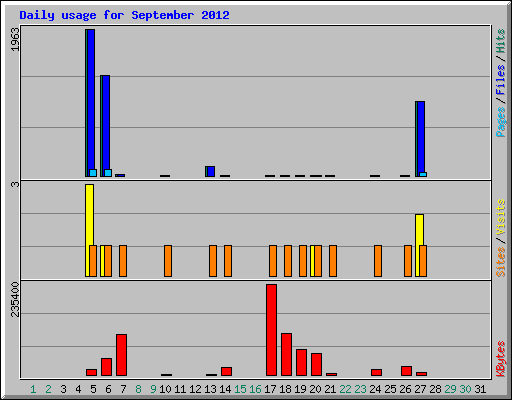 Daily usage for September 2012
1963
Pages / Files / Hits
3
Sites / Visits
235400
KBytes
1 2 3 4 5 6 7 8 9 10 11 12 13 14 15 16 17 18 19 20 21 22 23 24 25 26 27 28 29 30 31